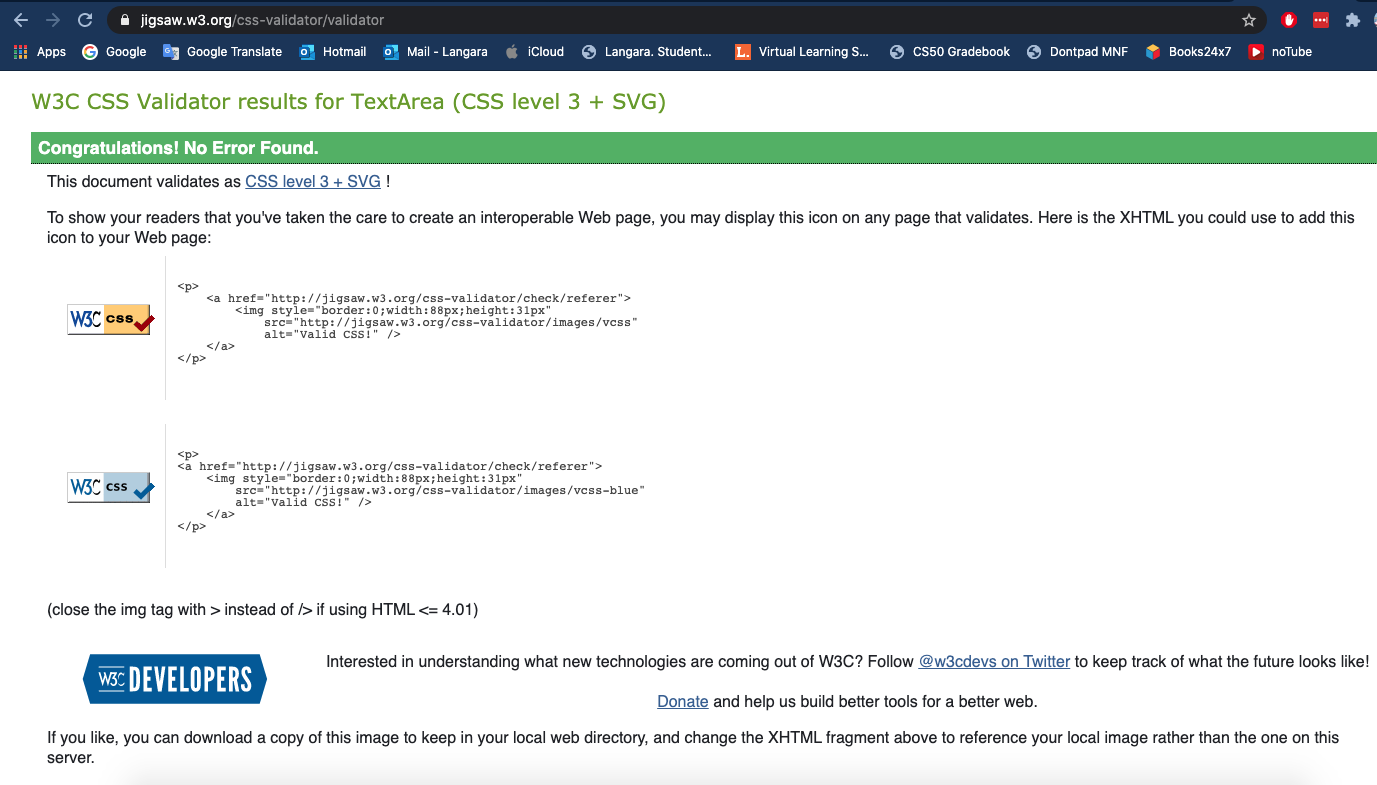 jigsaw.w3.org/css-validator/validator
Apps Google Google Translate Hotmail Mail - Langara iCloud Langara. Student... L. Virtual Learning S... CS50 Gradebook Dontpad MNF Books24x7 noTube
W3C CSS Validator results for TextArea (CSS level 3 + SVG)
Congratulations! No Error Found.
This document validates as CSS level 3 + SVG !
To show your readers that you've taken the care to create an interoperable Web page, you may display this icon on any page that validates. Here is the XHTML you could use to add this
icon to your Web page:
W3C css
<p>
<a href="http://jigsaw.w3.org/css-validator/check/referer">
<img style="border:0;width:88px;height:31px"
src="http://jigsaw.w3.org/css-validator/images/vcss"
alt="Valid CSS!" />
</a>
</p>
W3C css
<p>
<a href="http://jigsaw.w3.org/css-validator/check/referer">
<img style="border:0;width:88px;height:31px"
src="http://jigsaw.w3.org/css-validator/images/vcss-blue"
alt="Valid CSS!" />
</a>
</p>
(close the img tag with > instead of /> if using HTML <= 4.01)
W3C DEVELOPERS
Interested in understanding what new technologies are coming out of W3C? Follow @w3cdevs on Twitter to keep track of what the future looks like!
Donate and help us build better tools for a better web.
If you like, you can download a copy of this image to keep in your local web directory, and change the XHTML fragment above to reference your local image rather than the one on this
server.